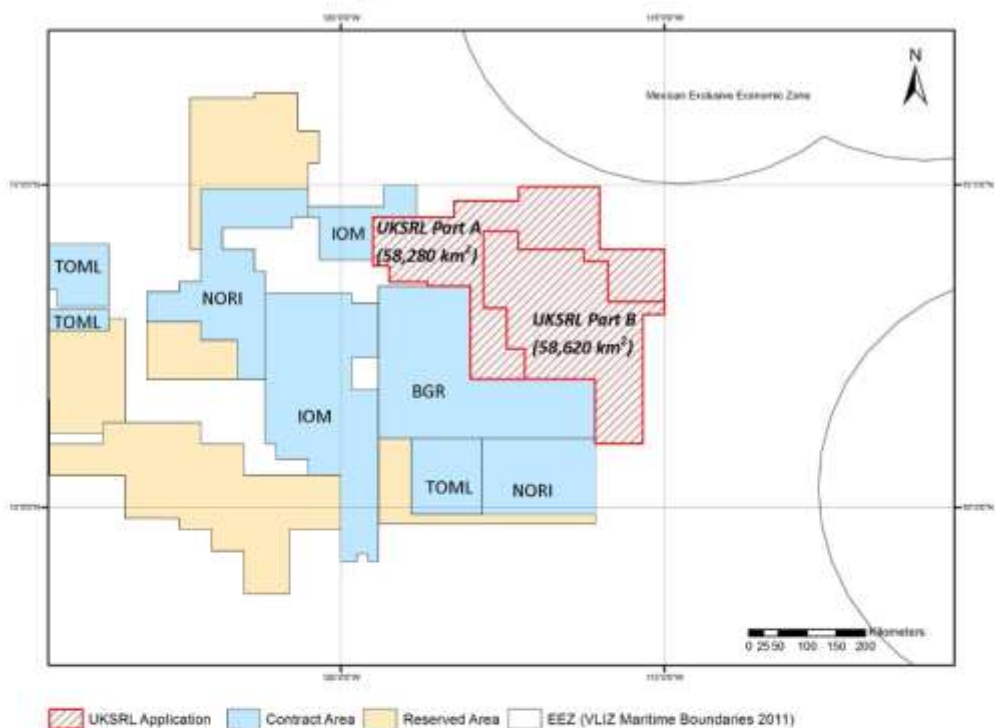 N
Mexican Exclusive Economic Zone
IOM
UKSRL Part A
(58,280 km²)
TOML
NORI
TOML
UKSRL Part B
(58,620 km²)
BGR
IOM
TOML
NORI
Kilometers
0 25 50 100 150 200
UKSRL Application
Contract Area
Reserved Area
EEZ (VLIZ Maritime Boundaries 2011)